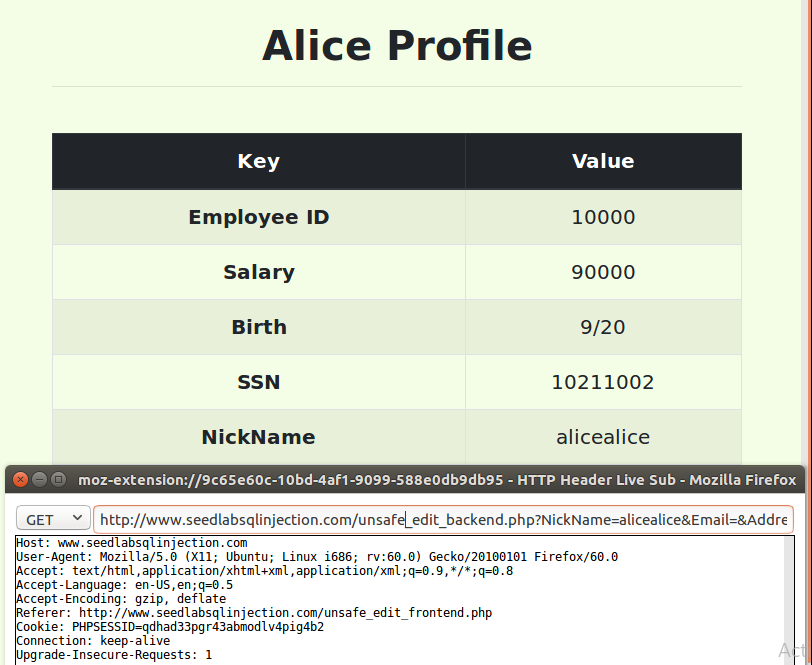 Alice Profile
Key Value
Employee ID 10000
Salary 90000
Birth 9/20
SSN 10211002
NickName alicealice
moz-extension://9c65e60c-10bd-4af1-9099-588e0db9db95 - HTTP Header Live Sub - Mozilla Firefox
GET http://www.seedlabsqlinjection.com/unsafe_edit_backend.php?NickName=alicealice&Email=&Addre
Host: www.seedlabsqlinjection.com
User-Agent: Mozilla/5.0 (X11; Ubuntu; Linux i686; rv:60.0) Gecko/20100101 Firefox/60.0
Accept: text/html,application/xhtml+xml,application/xml;q=0.9,*/*;q=0.8
Accept-Language: en-US,en;q=0.5
Accept-Encoding: gzip, deflate
Referer: http://www.seedlabsqlinjection.com/unsafe_edit_frontend.php
Cookie: PHPSESSID=qdhad33pgr43abmodlv4pig4b2
Connection: keep-alive
Upgrade-Insecure-Requests: 1
Act